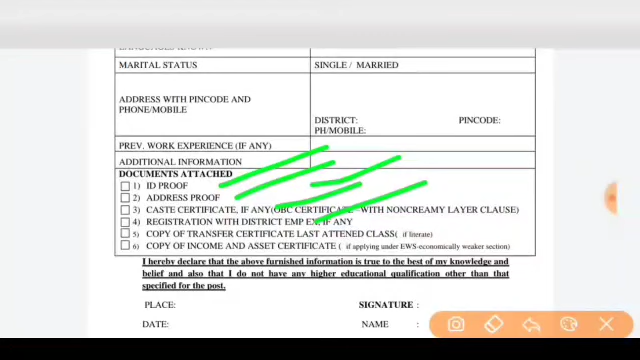 LANGUAGE KNOWN
MARITAL STATUS SINGLE / MARRIED
ADDRESS WITH PINCODE AND
PHONE/MOBILE
DISTRICT: PINCODE:
PH/MOBILE:
PREV. WORK EXPERIENCE (IF ANY)
ADDITIONAL INFORMATION
DOCUMENTS ATTACHED
1) ID PROOF
2) ADDRESS PROOF
3) CASTE CERTIFICATE, IF ANY(OBC CERTIFICATE WITH NONCREAMY LAYER CLAUSE)
4) REGISTRATION WITH DISTRICT EMP EX. IF ANY
5) COPY OF TRANSFER CERTIFICATE LAST ATTENED CLASS( if literate)
6) COPY OF INCOME AND ASSET CERTIFICATE ( if applying under EWS-economically weaker section)
I hereby declare that the above furnished information is true to the best of my knowledge and
belief and also that I do not have any higher educational qualification other than that
specified for the post.
PLACE: SIGNATURE :
DATE: NAME :